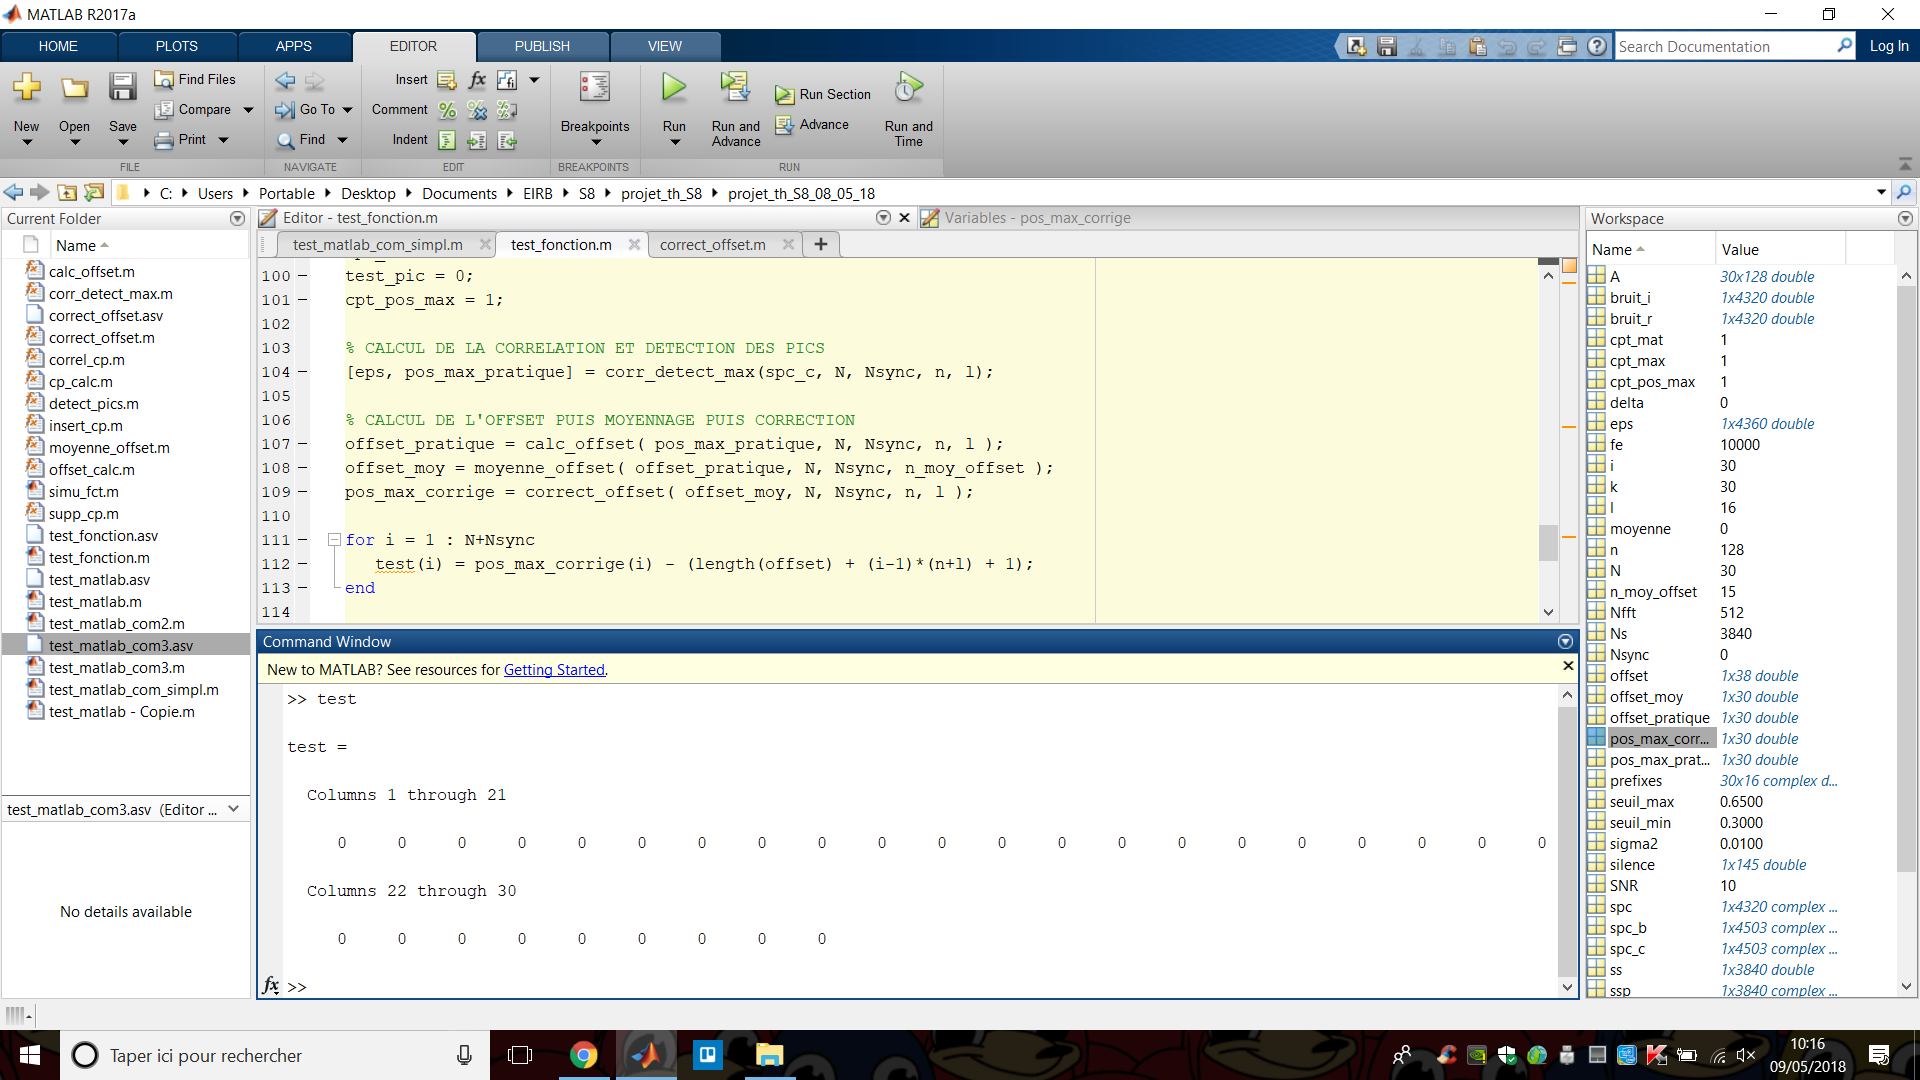 MATLAB R2017a
HOME PLOTS APPS EDITOR PUBLISH VIEW
Search Documentation
Log In
New Open Save
Find Files
Compare
Print
Go To
Find
Insert
Comment
Indent
fx
Breakpoints
Run
Run and Advance
Run Section
Advance
Run and Time
FILE NAVIGATE EDIT BREAKPOINTS RUN
C: Users Portable Desktop Documents EIRB S8 projet_th_S8 projet_th_S8_08_05_18
Current Folder
Name
calc_offset.m
corr_detect_max.m
correct_offset.asv
correct_offset.m
correl_cp.m
cp_calc.m
detect_pics.m
insert_cp.m
moyenne_offset.m
offset_calc.m
simu_fct.m
supp_cp.m
test_fonction.asv
test_fonction.m
test_matlab.asv
test_matlab.m
test_matlab_com2.m
test_matlab_com3.asv
test_matlab_com3.m
test_matlab_com_simpl.m
test_matlab - Copie.m
test_matlab_com3.asv (Editor ...
No details available
Editor - test_fonction.m
Variables - pos_max_corrige
test_matlab_com_simpl.m test_fonction.m correct_offset.m +
100 test_pic = 0;
101 cpt_pos_max = 1;
102
103 % CALCUL DE LA CORRELATION ET DETECTION DES PICS
104 [eps, pos_max_pratique] = corr_detect_max(spc_c, N, Nsync, n, l);
105
106 % CALCUL DE L'OFFSET PUIS MOYENNAGE PUIS CORRECTION
107 offset_pratique = calc_offset( pos_max_pratique, N, Nsync, n, l );
108 offset_moy = moyenne_offset( offset_pratique, N, Nsync, n_moy_offset );
109 pos_max_corrige = correct_offset( offset_moy, N, Nsync, n, l );
110
111 for i = 1 : N+Nsync
112 test(i) = pos_max_corrige(i) - (length(offset) + (i-1)*(n+l) + 1);
113 end
114
Command Window
New to MATLAB? See resources for Getting Started.
>> test
test =
Columns 1 through 21
0 0 0 0 0 0 0 0 0 0 0 0 0 0 0 0 0 0 0 0 0
Columns 22 through 30
0 0 0 0 0 0 0 0 0
fx >>
Workspace
Name Value
A 30x128 double
bruit_i 1x4320 double
bruit_r 1x4320 double
cpt_mat 1
cpt_max 1
cpt_pos_max 1
delta 0
eps 1x4360 double
fe 10000
i 30
k 30
l 16
moyenne 0
n 128
N 30
n_moy_offset 15
Nfft 512
Ns 3840
Nsync 0
offset 1x38 double
offset_moy 1x30 double
offset_pratique 1x30 double
pos_max_corr... 1x30 double
pos_max_prat... 1x30 double
prefixes 30x16 complex d...
seuil_max 0.6500
seuil_min 0.3000
sigma2 0.0100
silence 1x145 double
SNR 10
spc 1x4320 complex ...
spc_b 1x4503 complex ...
spc_c 1x4503 complex ...
ss 1x3840 double
ssp 1x3840 complex ...
Taper ici pour rechercher
10:16
09/05/2018